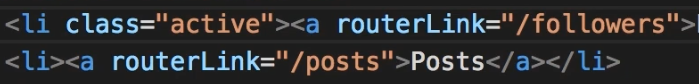 <li class="active"><a routerLink="/followers">
<li><a routerLink="/posts">Posts</a></li>